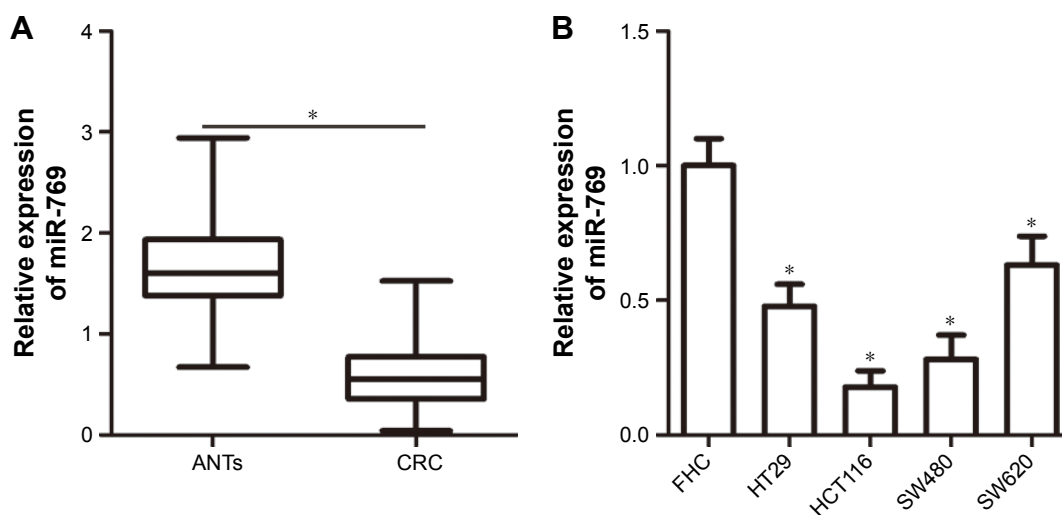 A
Relative expression
of miR-769
4
3
2
1
0
*
ANTs
CRC
B
Relative expression
of miR-769
1.5
1.0
0.5
0.0
*
*
*
*
FHC
HT29
HCT116
SW480
SW620